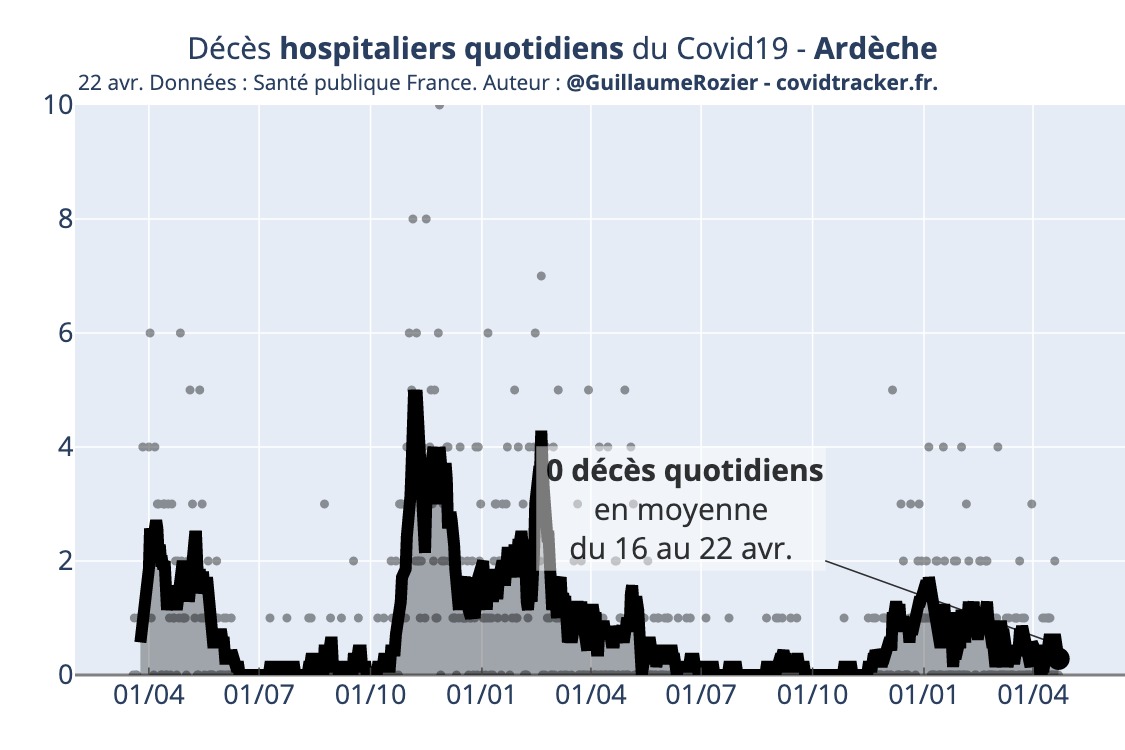 Décès hospitaliers quotidiens du Covid19 - Ardèche
22 avr. Données : Santé publique France. Auteur : @GuillaumeRozier - covidtracker.fr.
10
8
6
4
2
0
0 décès quotidiens
en moyenne
du 16 au 22 avr.
01/04 01/07 01/10 01/01 01/04 01/07 01/10 01/01 01/04